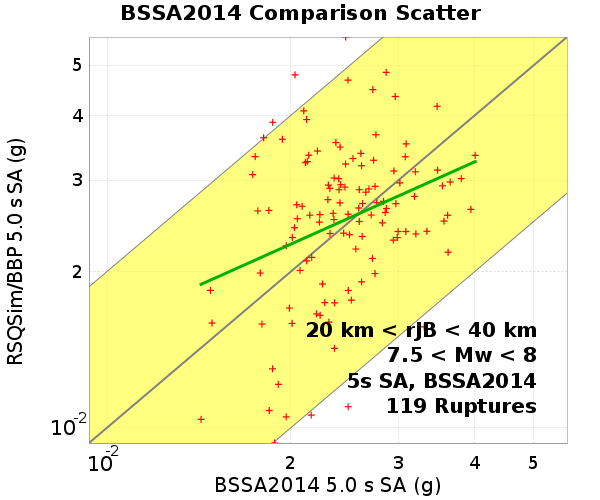 BSSA2014 Comparison Scatter
RSQSim/BBP 5.0 s SA (g)
5
4
3
2
10-2
20 km < rJB < 40 km
7.5 < Mw < 8
5s SA, BSSA2014
119 Ruptures
10-2
2
3
4
5
BSSA2014 5.0 s SA (g)